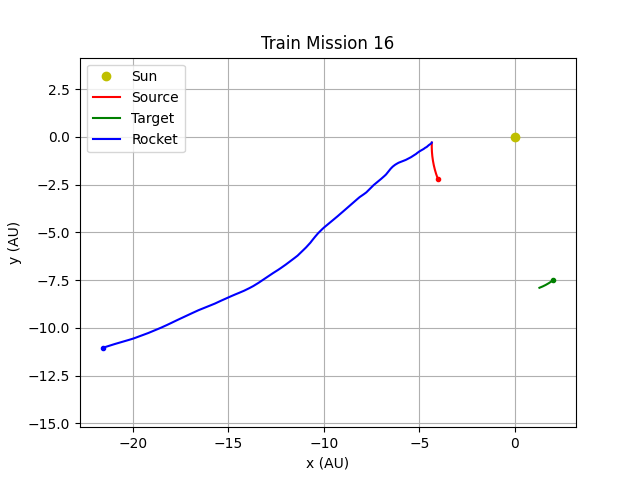 Train Mission 16
Sun
Source
Target
Rocket
2.5
0.0
−2.5
−5.0
−7.5
−10.0
−12.5
−15.0
y (AU)
−20
−15
−10
−5
0
x (AU)